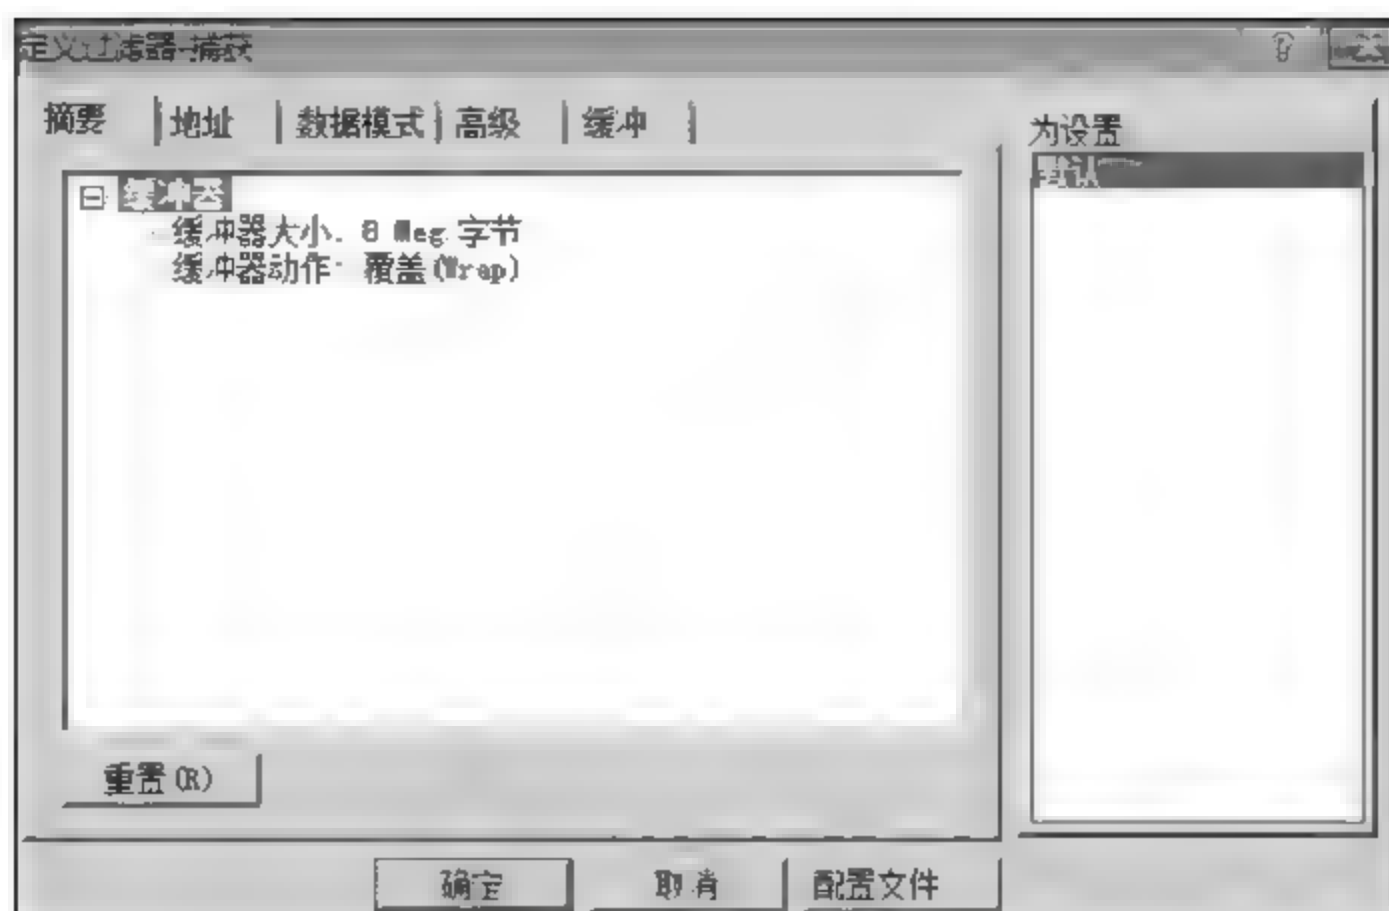 定义过滤器-捕获
摘要 地址 数据模式 高级 缓冲
为设置
默认
缓冲器
缓冲器大小: 8 Meg 字节
缓冲器动作: 覆盖(Wrap)
重置(R)
确定 取消 配置文件